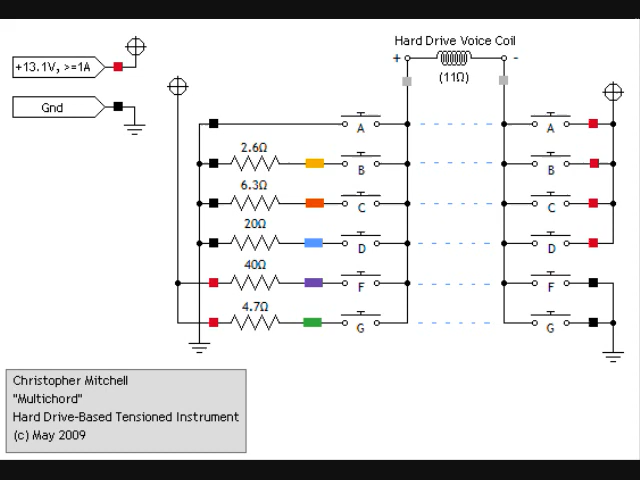 Hard Drive Voice Coil
+ -
(11Ω)
+13.1V, >=1A
Gnd
A A
2.6Ω
B B
6.3Ω
C C
20Ω
D D
40Ω
F F
4.7Ω
G G
Christopher Mitchell
"Multichord"
Hard Drive-Based Tensioned Instrument
(c) May 2009